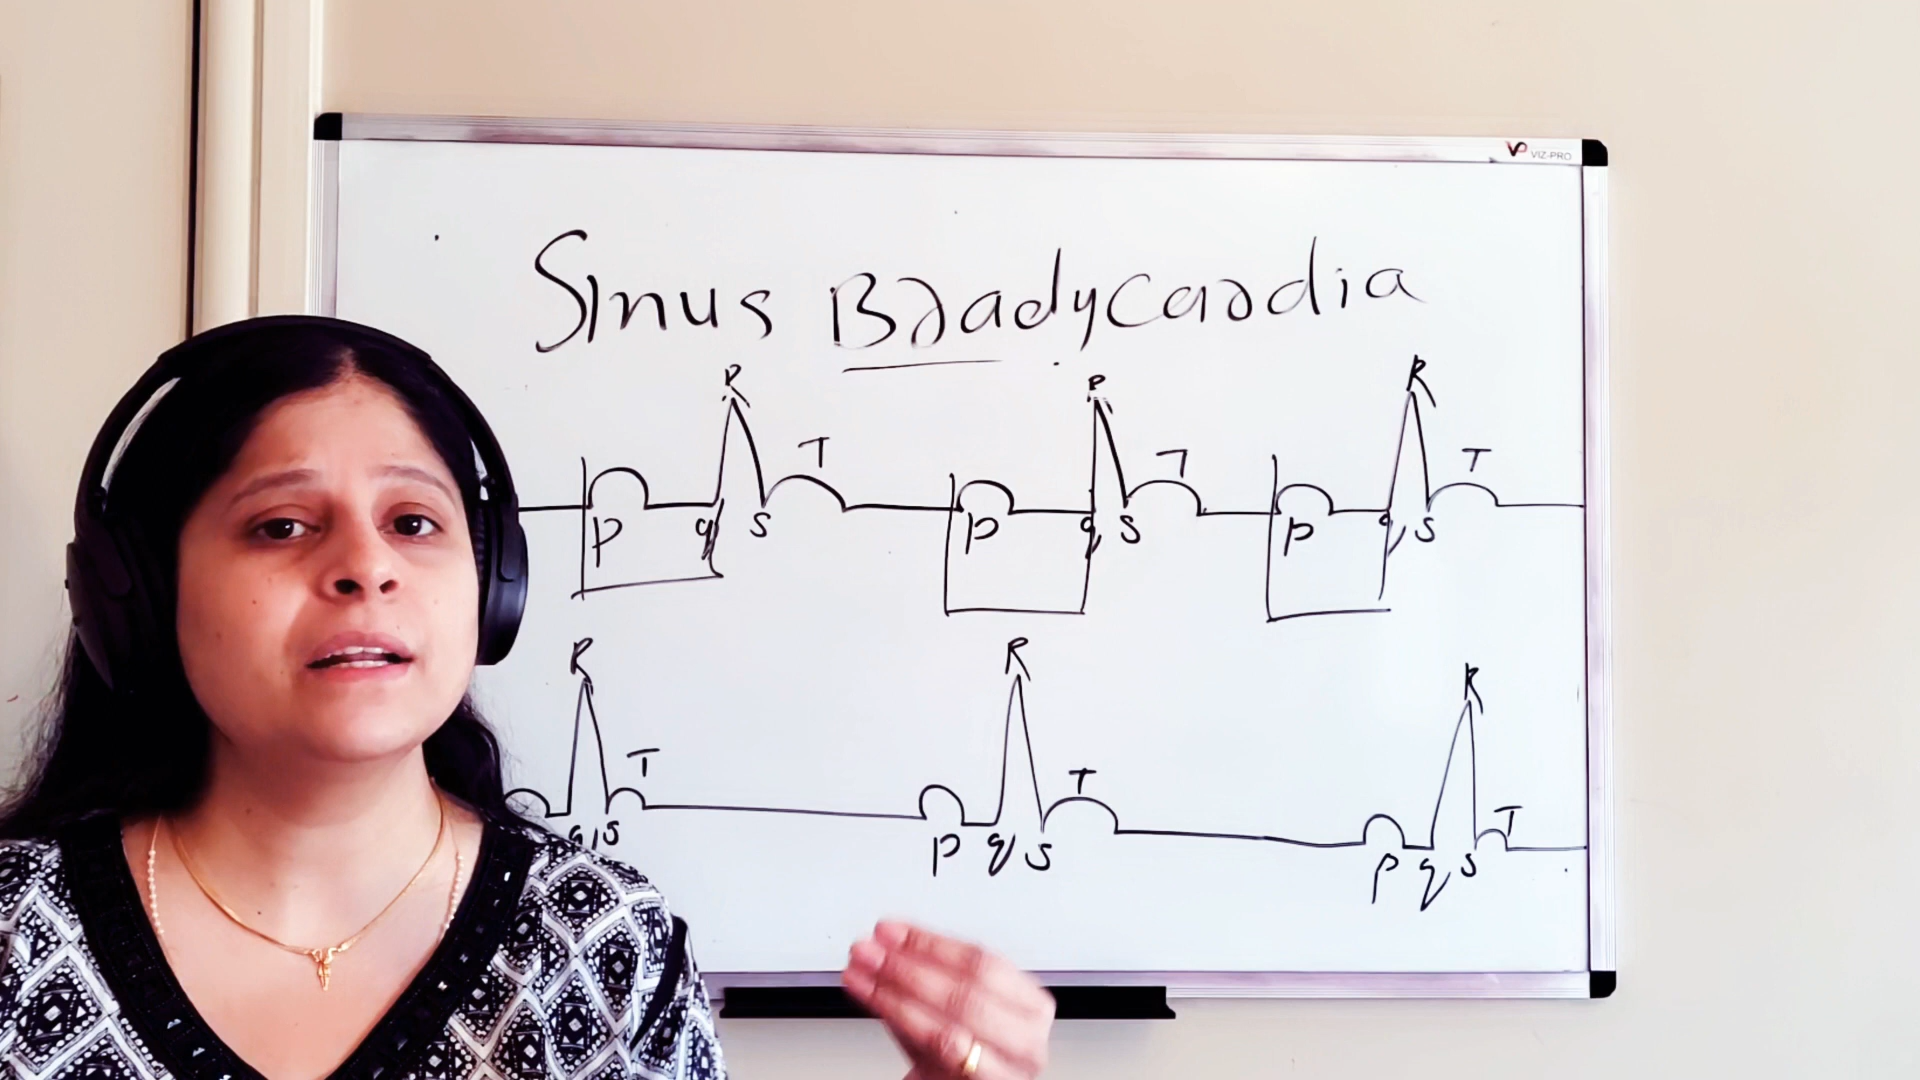 VIZ-PRO
Sinus Bradycardia
R R R
T T T
P q S P q S P q S
R R R
T T T
q S P q S P q S